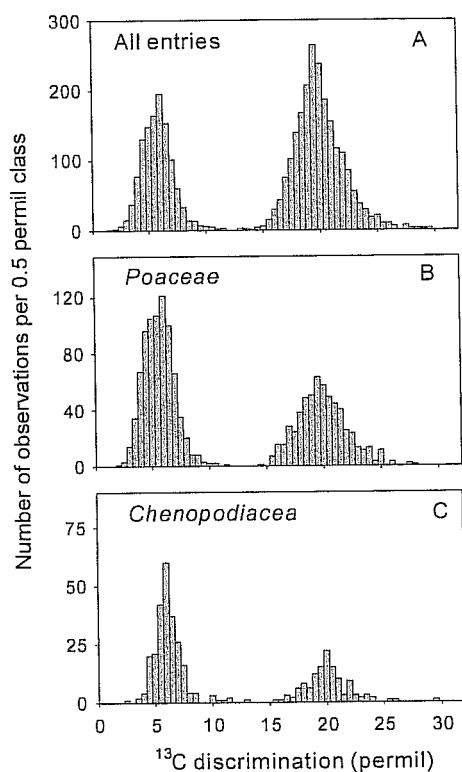 All entries A
300
200
100
0
Poaceae B
120
80
40
0
Chenopodiacea C
75
50
25
0
0 5 10 15 20 25 30
Number of observations per 0.5 permil class
¹³C discrimination (permil)